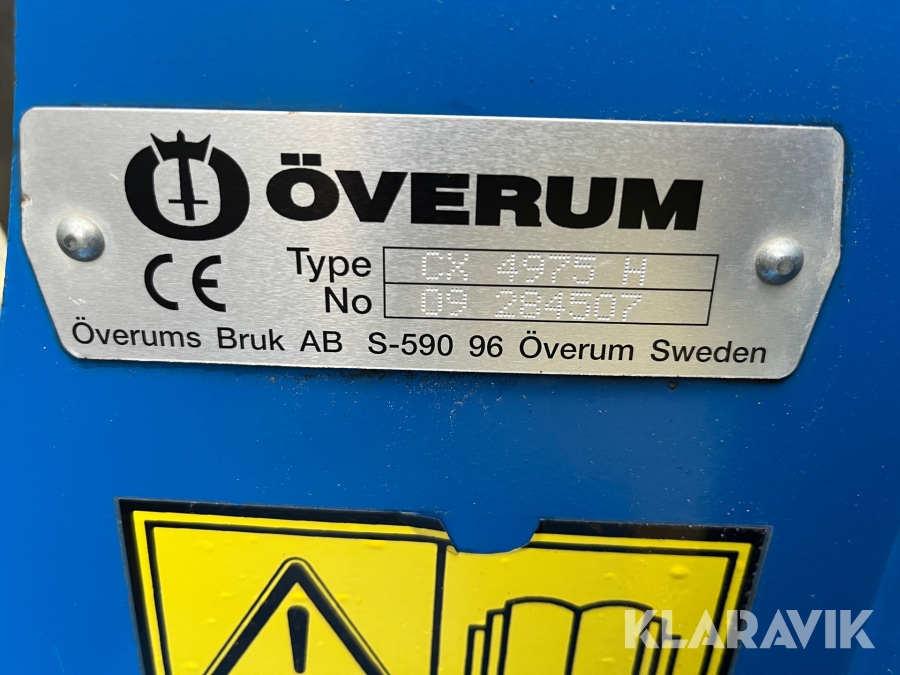 ÖVERUM
CE
Type CX 4975 H
No 09 284507
Överums Bruk AB S-590 96 Överum Sweden
KLARAVIK